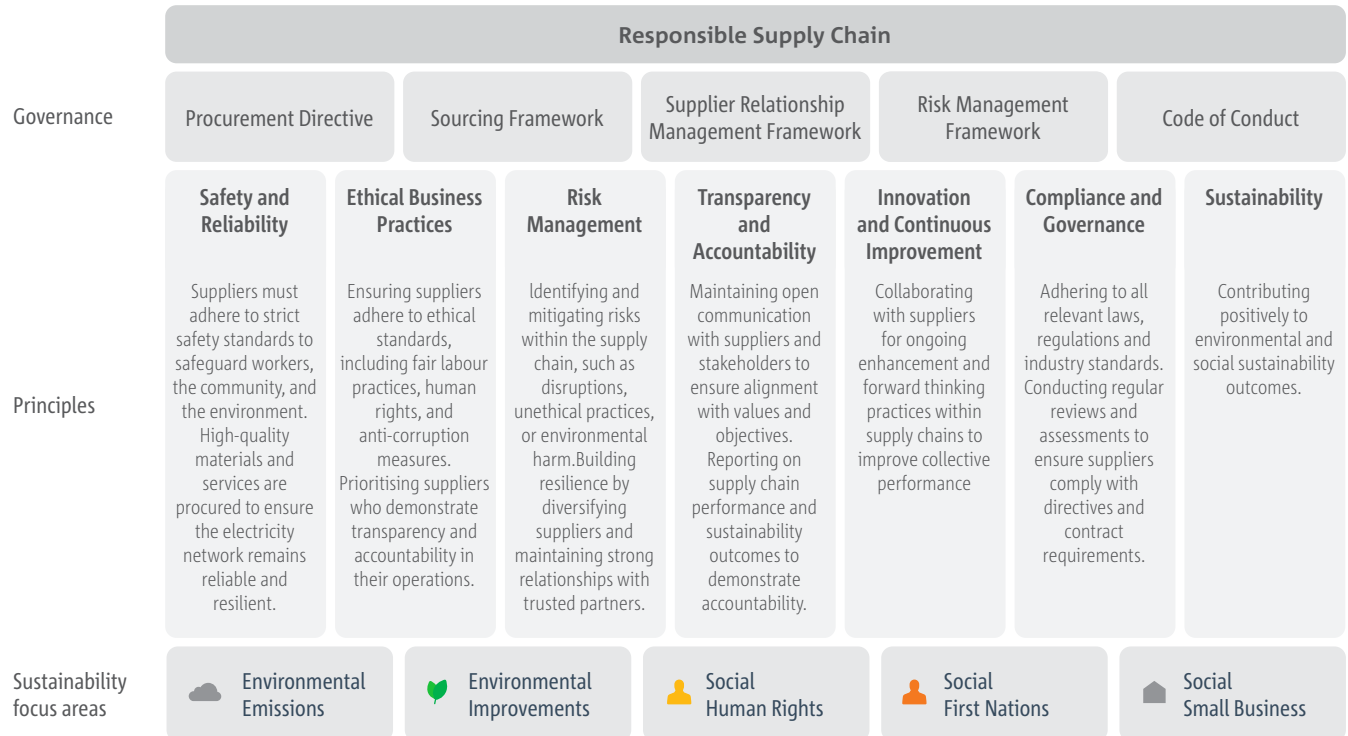 Responsible Supply Chain
Governance
Procurement Directive
Sourcing Framework
Supplier Relationship
Management Framework
Risk Management
Framework
Code of Conduct
Principles
Safety and
Reliability
Suppliers must
adhere to strict
safety standards to
safeguard workers,
the community, and
the environment.
High-quality
materials and
services are
procured to ensure
the electricity
network remains
reliable and
resilient.
Ethical Business
Practices
Ensuring suppliers
adhere to ethical
standards,
including fair labour
practices, human
rights, and
anti-corruption
measures.
Prioritising suppliers
who demonstrate
transparency and
accountability in
their operations.
Risk
Management
Identifying and
mitigating risks
within the supply
chain, such as
disruptions,
unethical practices,
or environmental
harm.Building
resilience by
diversifying
suppliers and
maintaining strong
relationships with
trusted partners.
Transparency
and
Accountability
Maintaining open
communication
with suppliers and
stakeholders to
ensure alignment
with values and
objectives.
Reporting on
supply chain
performance and
sustainability
outcomes to
demonstrate
accountability.
Innovation
and Continuous
Improvement
Collaborating
with suppliers
for ongoing
enhancement and
forward thinking
practices within
supply chains to
improve collective
performance
Compliance and
Governance
Adhering to all
relevant laws,
regulations and
industry standards.
Conducting regular
reviews and
assessments to
ensure suppliers
comply with
directives and
contract
requirements.
Sustainability
Contributing
positively to
environmental and
social sustainability
outcomes.
Sustainability
focus areas
Environmental
Emissions
Environmental
Improvements
Social
Human Rights
Social
First Nations
Social
Small Business